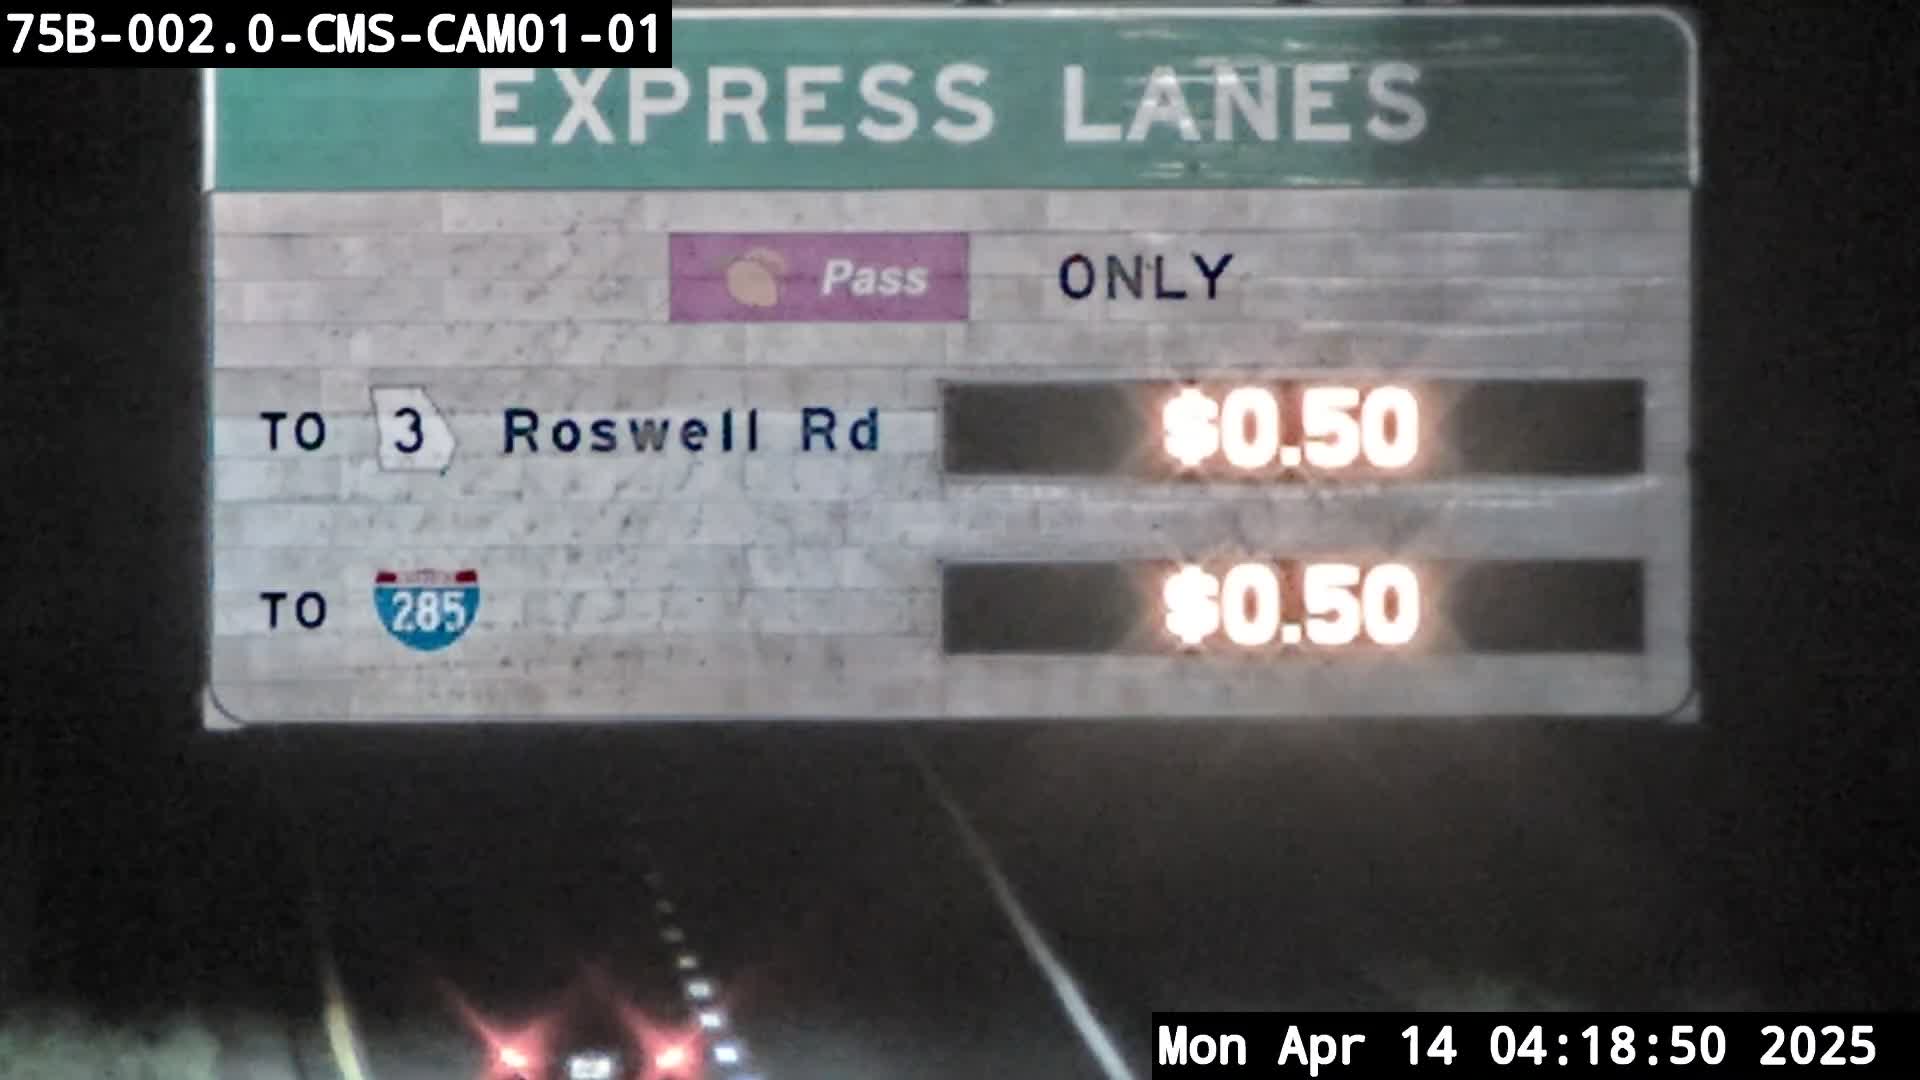 75B-002.0-CMS-CAM01-01
EXPRESS LANES
Pass ONLY
TO 3 Roswell Rd $0.50
TO 285 $0.50
Mon Apr 14 04:18:50 2025